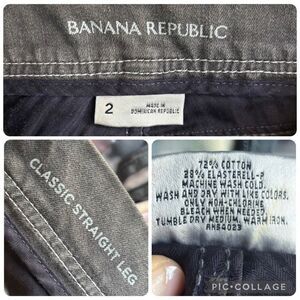 BANANA REPUBLIC
2
MADE IN
DOMINICAN REPUBLIC
CLASSIC STRAIGHT LEG
72% COTTON
28% ELASTERELL-P
MACHINE WASH COLD.
WASH AND DRY WITH LIKE COLORS.
ONLY NON-CHLORINE
BLEACH WHEN NEEDED.
TUMBLE DRY MEDIUM. WARM IRON.
RN54023
PIC•COLLAGE